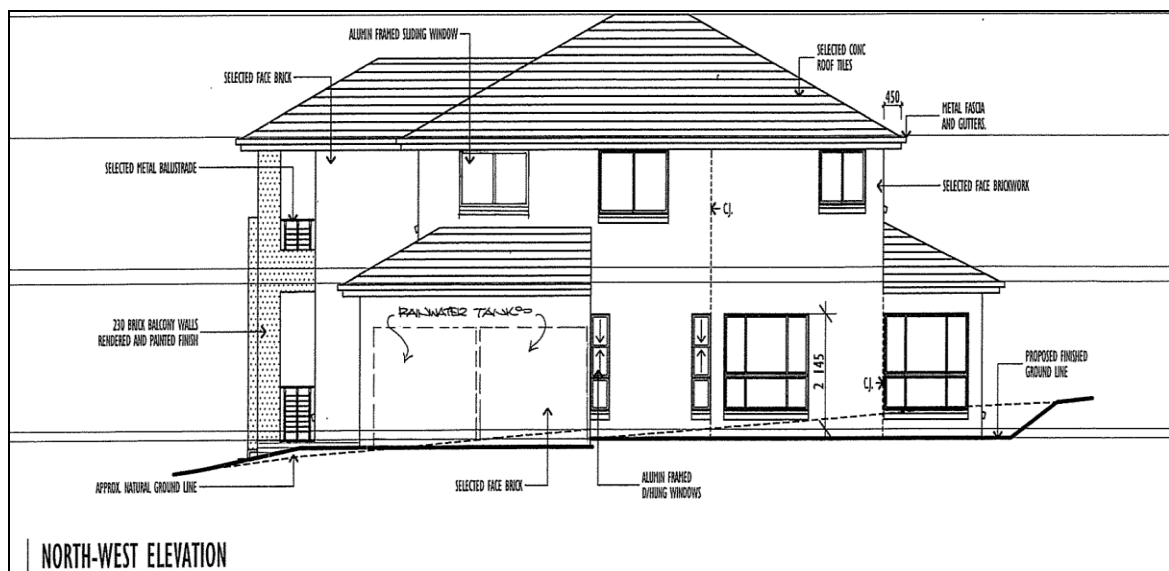 ALUMIN FRAMED SLIDING WINDOW
SELECTED CONC
ROOF TILES
SELECTED FACE BRICK
450
METAL FASCIA
AND GUTTERS.
SELECTED METAL BALUSTRADE
SELECTED FACE BRICKWORK
C.J.
RAINWATER TANKS
230 BRICK BALCONY WALLS
RENDERED AND PAINTED FINISH
2 145
PROPOSED FINISHED
GROUND LINE
C.J.
APPROX. NATURAL GROUND LINE
SELECTED FACE BRICK
ALUMIN FRAMED
D/HUNG WINDOWS
NORTH-WEST ELEVATION